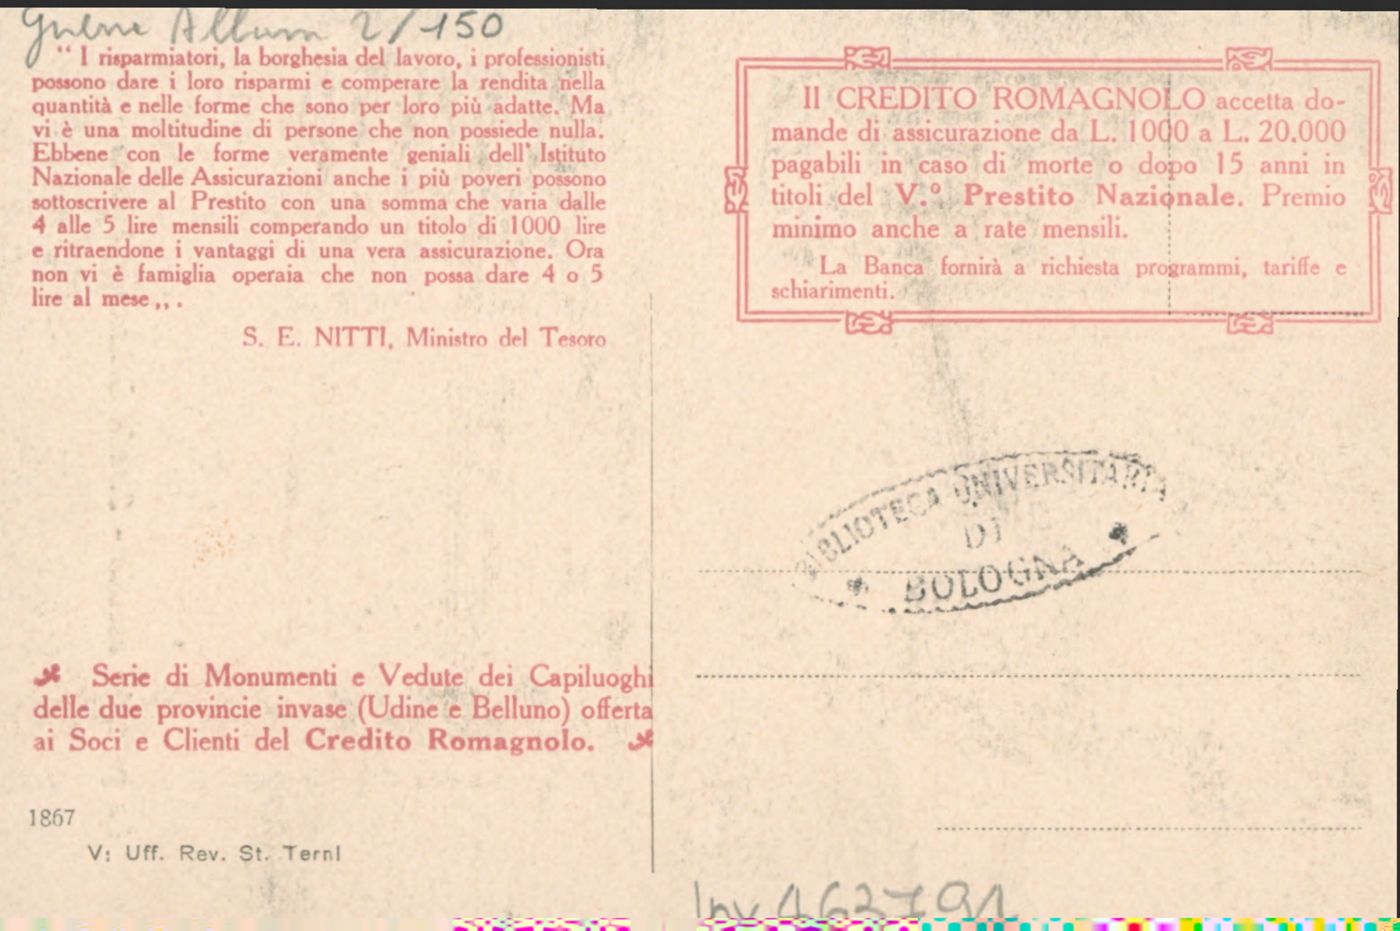 Guerra Album 2/150
“ I risparmiatori, la borghesia del lavoro, i professionisti
possono dare i loro risparmi e comperare la rendita nella
quantità e nelle forme che sono per loro più adatte. Ma
vi è una moltitudine di persone che non possiede nulla.
Ebbene con le forme veramente geniali dell' Istituto
Nazionale delle Assicurazioni anche i più poveri possono
sottoscrivere al Prestito con una somma che varia dalle
4 alle 5 lire mensili comperando un titolo di 1000 lire
e ritraendone i vantaggi di una vera assicurazione. Ora
non vi è famiglia operaia che non possa dare 4 o 5
lire al mese ,, .
S. E. NITTI, Ministro del Tesoro
Serie di Monumenti e Vedute dei Capiluoghi
delle due provincie invase (Udine e Belluno) offerta
ai Soci e Clienti del Credito Romagnolo.
1867
V: Uff. Rev. St. Terni
Il CREDITO ROMAGNOLO accetta do-
mande di assicurazione da L. 1000 a L. 20.000
pagabili in caso di morte o dopo 15 anni in
titoli del V.º Prestito Nazionale. Premio
minimo anche a rate mensili.
La Banca fornirà a richiesta programmi, tariffe e
schiarimenti.
BIBLIOTECA UNIVERSITARIA
DI
BOLOGNA
Inv 463791